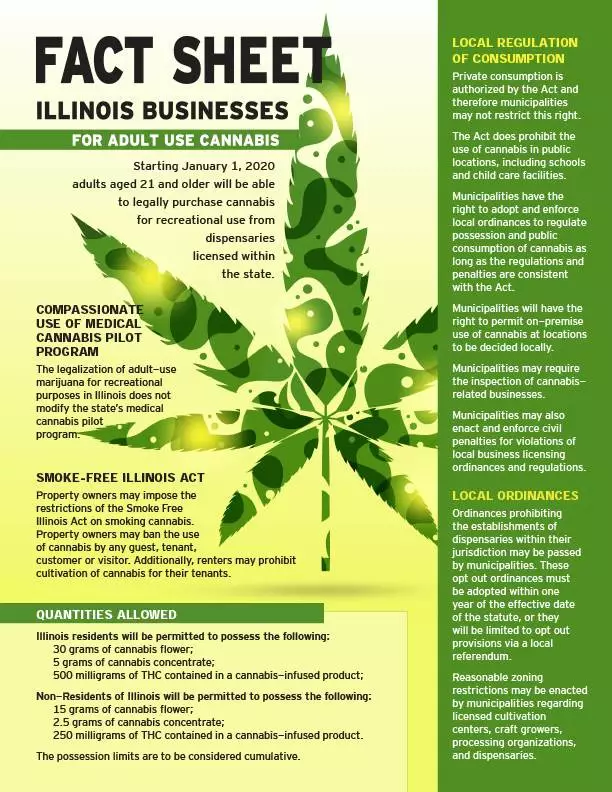 FACT SHEET
ILLINOIS BUSINESSES
FOR ADULT USE CANNABIS
Starting January 1, 2020
adults aged 21 and older will be able
to legally purchase cannabis
for recreational use from
dispensaries
licensed within
the state.
COMPASSIONATE
USE OF MEDICAL
CANNABIS PILOT
PROGRAM
The legalization of adult-use
marijuana for recreational
purposes in Illinois does not
modify the state's medical
cannabis pilot
program.
SMOKE-FREE ILLINOIS ACT
Property owners may impose the
restrictions of the Smoke Free
Illinois Act on smoking cannabis.
Property owners may ban the use
of cannabis by any guest, tenant,
customer or visitor. Additionally, renters may prohibit
cultivation of cannabis for their tenants.
QUANTITIES ALLOWED
Illinois residents will be permitted to possess the following:
30 grams of cannabis flower;
5 grams of cannabis concentrate;
500 milligrams of THC contained in a cannabis-infused product;
Non-Residents of Illinois will be permitted to possess the following:
15 grams of cannabis flower;
2.5 grams of cannabis concentrate;
250 milligrams of THC contained in a cannabis-infused product.
The possession limits are to be considered cumulative.
LOCAL REGULATION
OF CONSUMPTION
Private consumption is
authorized by the Act and
therefore municipalities
may not restrict this right.
The Act does prohibit the
use of cannabis in public
locations, including schools
and child care facilities.
Municipalities have the
right to adopt and enforce
local ordinances to regulate
possession and public
consumption of cannabis as
long as the regulations and
penalties are consistent
with the Act.
Municipalities will have the
right to permit on-premise
use of cannabis at locations
to be decided locally.
Municipalities may require
the inspection of cannabis-
related businesses.
Municipalities may also
enact and enforce civil
penalties for violations of
local business licensing
ordinances and regulations.
LOCAL ORDINANCES
Ordinances prohibiting
the establishments of
dispensaries within their
jurisdiction may be passed
by municipalities. These
opt out ordinances must
be adopted within one
year of the effective date
of the statute, or they
will be limited to opt out
provisions via a local
referendum.
Reasonable zoning
restrictions may be enacted
by municipalities regarding
licensed cultivation
centers, craft growers,
processing organizations,
and dispensaries.